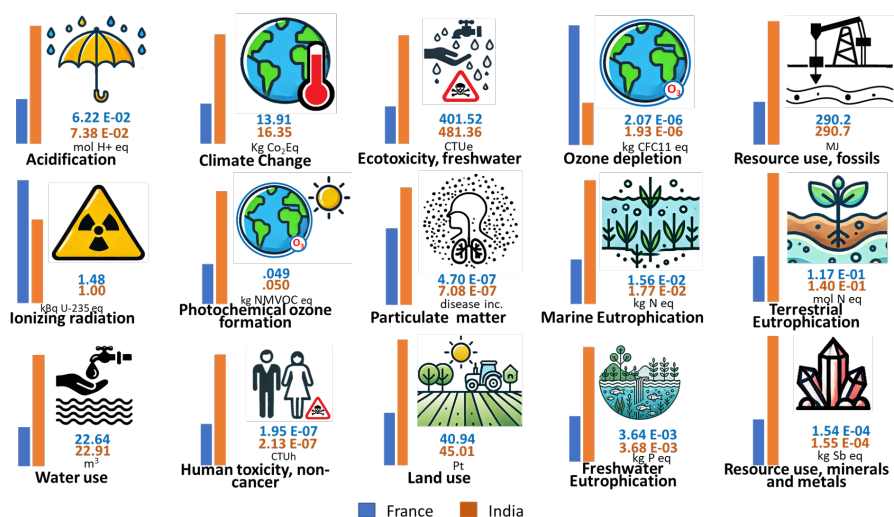 6.22 E-02
7.38 E-02
mol H+ eq
Acidification
13.91
16.35
Kg Co₂Eq
Climate Change
401.52
481.36
CTUe
Ecotoxicity, freshwater
O₃
2.07 E-06
1.93 E-06
kg CFC11 eq
Ozone depletion
290.2
290.7
MJ
Resource use, fossils
1.48
1.00
kBq U-235 eq
Ionizing radiation
O₃
.049
.050
kg NMVOC eq
Photochemical ozone
formation
4.70 E-07
7.08 E-07
disease inc.
Particulate matter
1.56 E-02
1.77 E-02
kg N eq
Marine Eutrophication
1.17 E-01
1.40 E-01
mol N eq
Terrestrial
Eutrophication
22.64
22.91
m³
Water use
1.95 E-07
2.13 E-07
CTUh
Human toxicity, non-
cancer
40.94
45.01
Pt
Land use
3.64 E-03
3.68 E-03
kg P eq
Freshwater
Eutrophication
1.54 E-04
1.55 E-04
kg Sb eq
Resource use, minerals
and metals
France
India